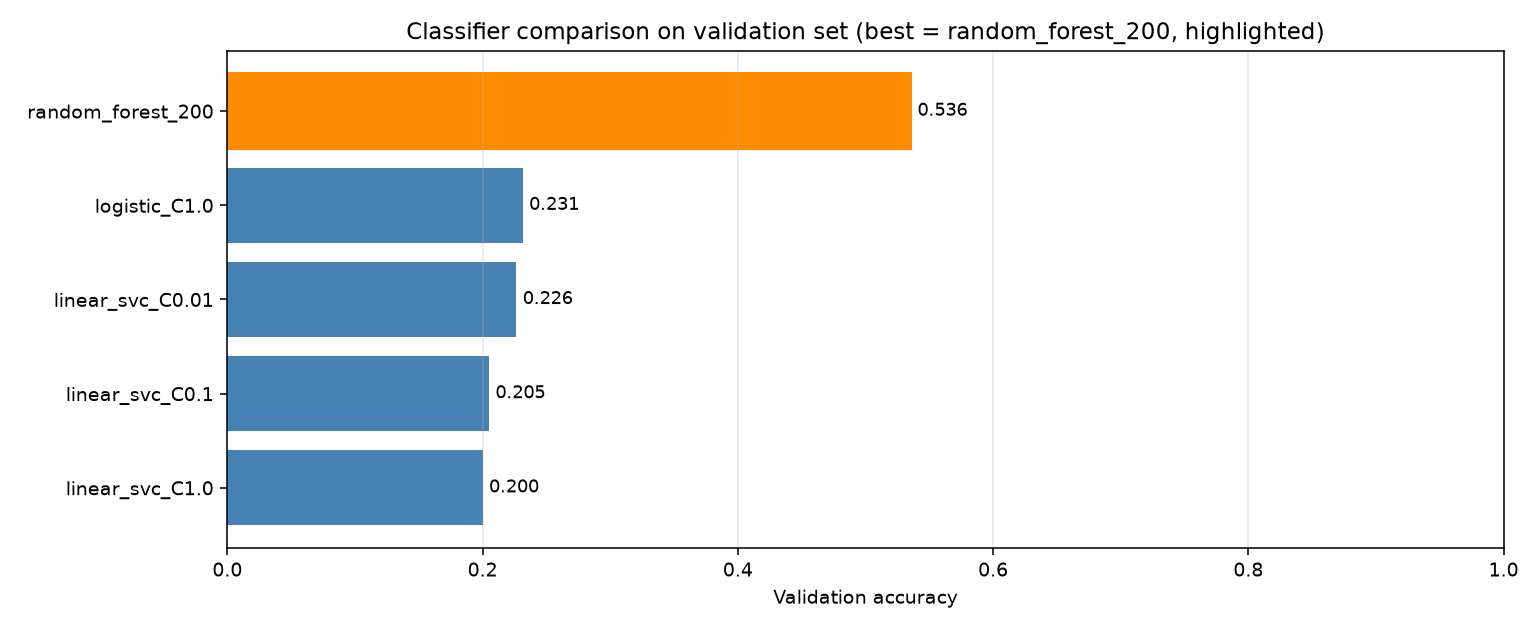 Classifier comparison on validation set (best = random_forest_200, highlighted)
random_forest_200
0.536
logistic_C1.0
0.231
linear_svc_C0.01
0.226
linear_svc_C0.1
0.205
linear_svc_C1.0
0.200
0.0 0.2 0.4 0.6 0.8 1.0
Validation accuracy